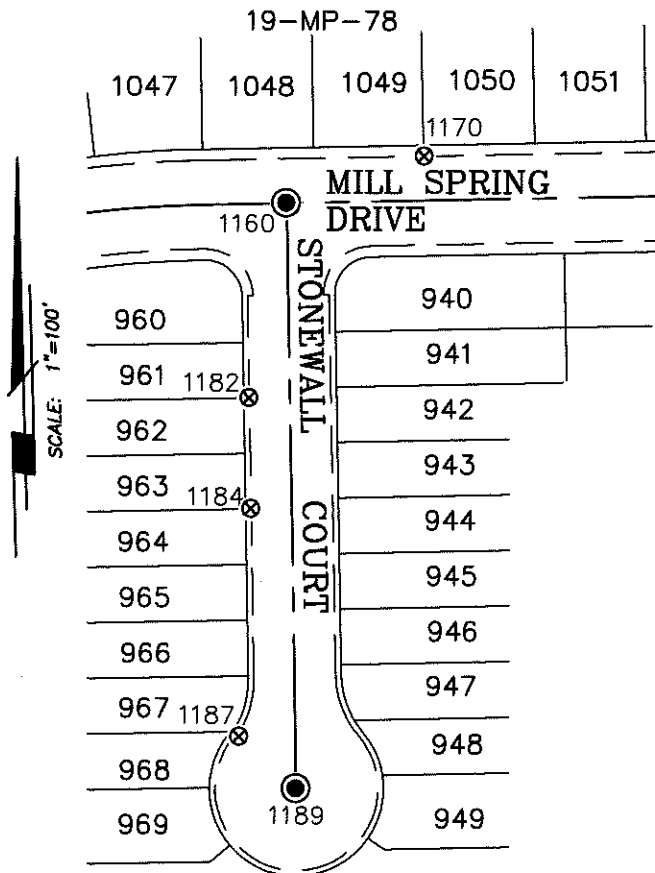 19-MP-78
1047 1048 1049 1050 1051
1170
MILL SPRING
DRIVE
1160
STONEWALL COURT
SCALE: 1"=100'
960 940
961 1182 941
962 942
963 1184 943
964 944
965 945
966 946
967 1187 947
968 948
969 1189 949